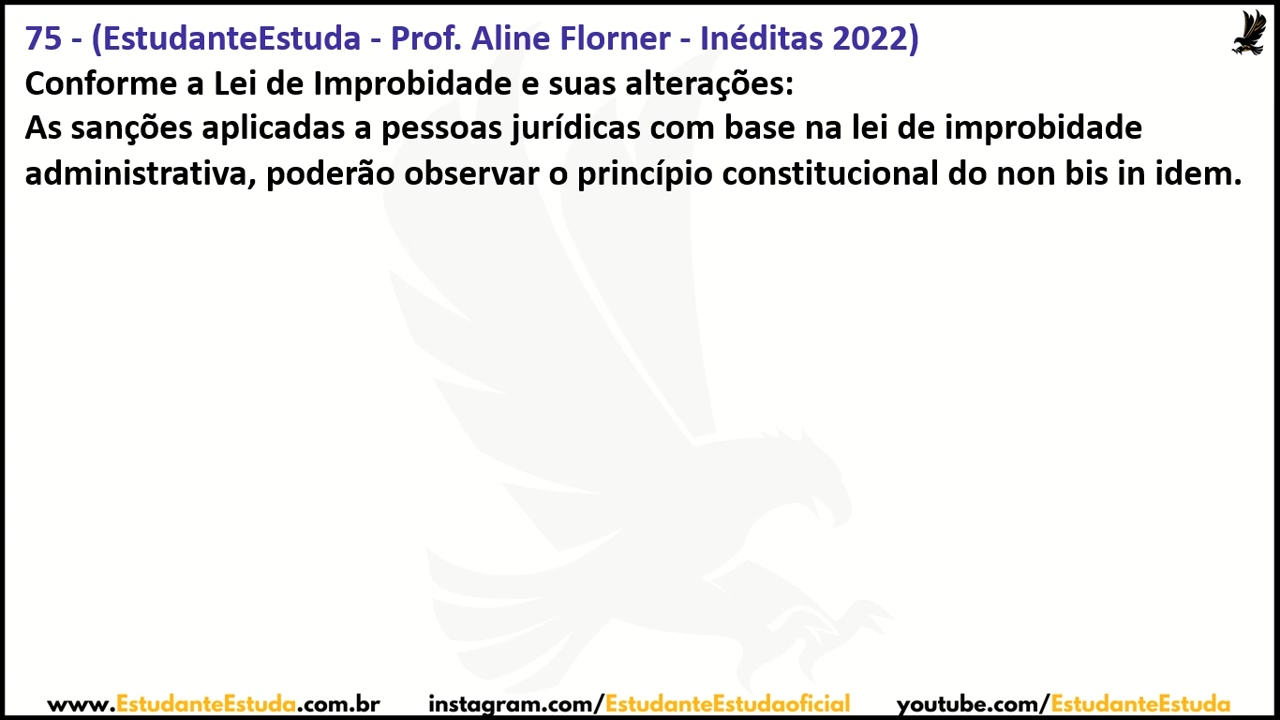 75 - (EstudanteEstuda - Prof. Aline Florner - Inéditas 2022)
Conforme a Lei de Improbidade e suas alterações:
As sanções aplicadas a pessoas jurídicas com base na lei de improbidade
administrativa, poderão observar o princípio constitucional do non bis in idem.
www.EstudanteEstuda.com.br instagram.com/EstudanteEstudaoficial youtube.com/EstudanteEstuda